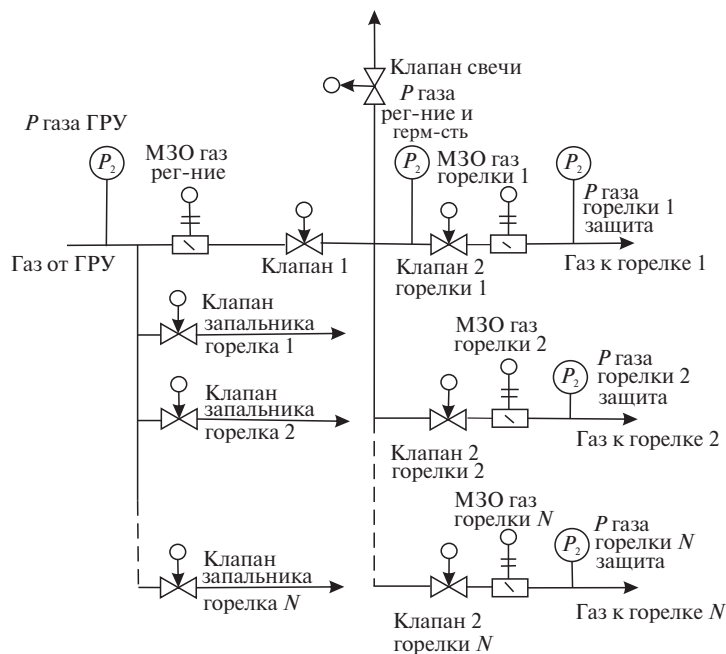 Клапан свечи
P газа
рег-ние и
герм-сть
P газа ГРУ
P₂
МЗО газ
рег-ние
P₂
МЗО газ
горелки 1
P₂
P газа
горелки 1
защита
Газ от ГРУ
Клапан 1
Клапан 2
горелки 1
Газ к горелке 1
Клапан
запальника
горелка 1
МЗО газ
горелки 2
P₂
P газа
горелки 2
защита
Клапан
запальника
горелка 2
Клапан 2
горелки 2
Газ к горелке 2
МЗО газ
горелки N
P₂
P газа
горелки N
защита
Клапан
запальника
горелка N
Клапан 2
горелки N
Газ к горелке N